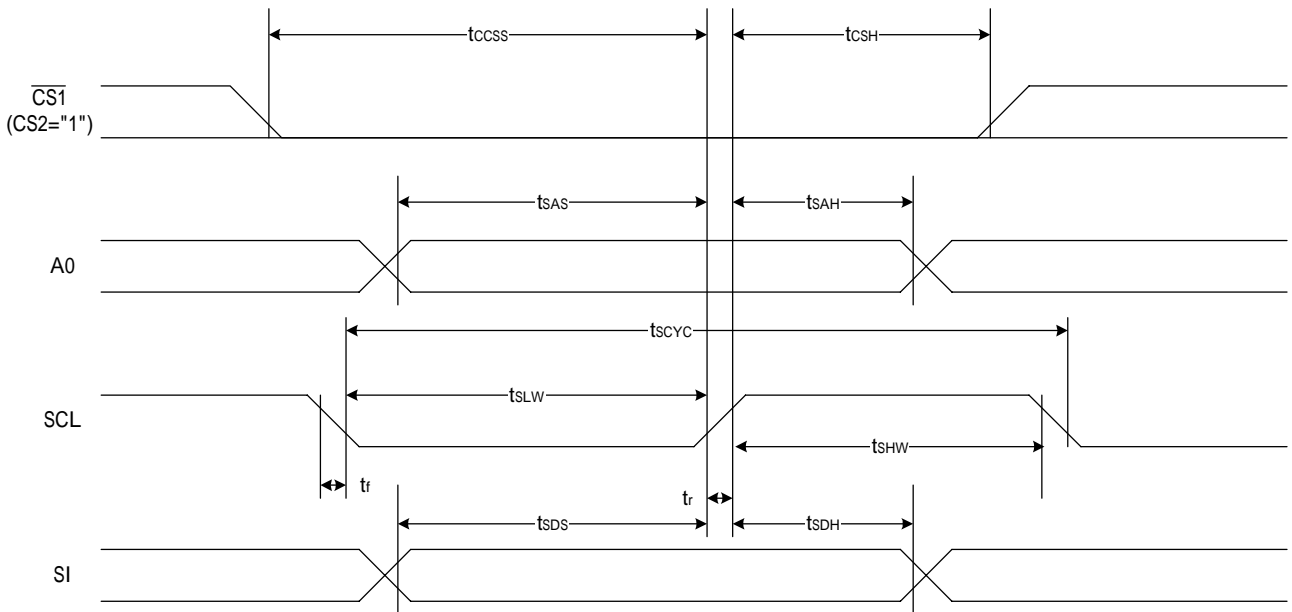 tCCSS
tCSH
CS1
(CS2="1")
tSAS
tSAH
A0
tSCYC
tSLW
SCL
tSHW
tf
tr
tSDS
tSDH
SI